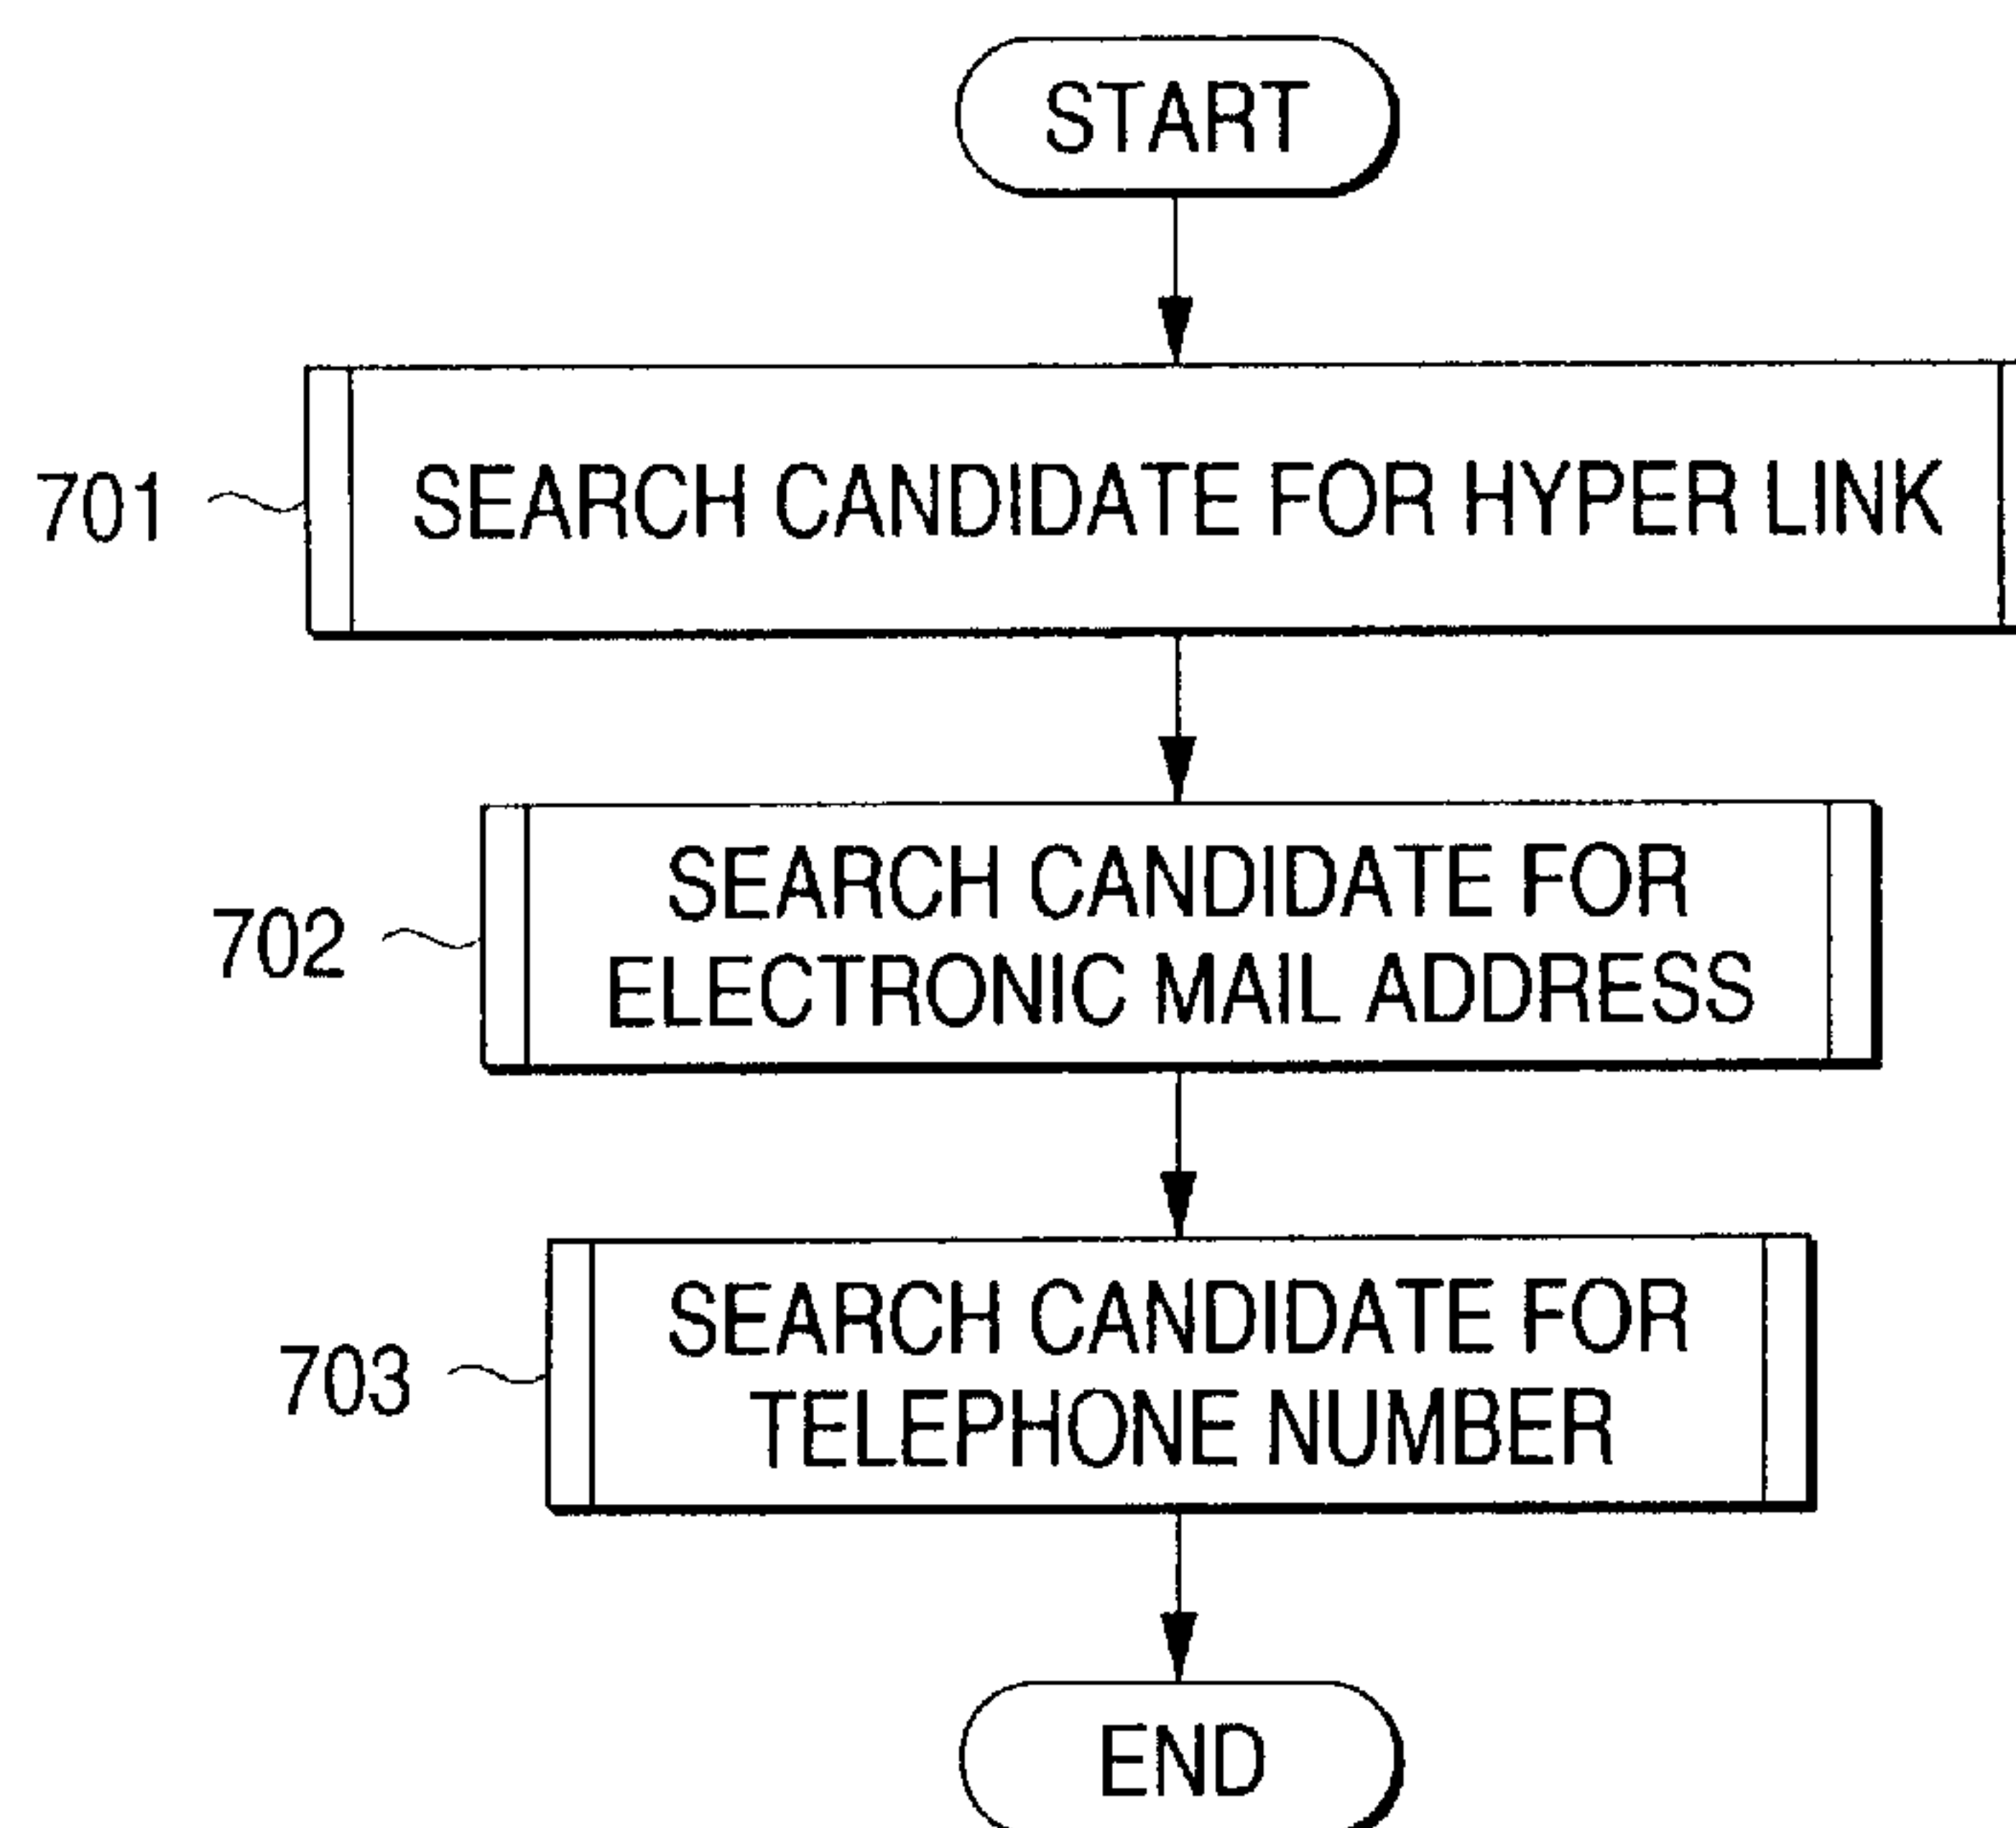 START
701
SEARCH CANDIDATE FOR HYPER LINK
702
SEARCH CANDIDATE FOR
ELECTRONIC MAIL ADDRESS
703
SEARCH CANDIDATE FOR
TELEPHONE NUMBER
END